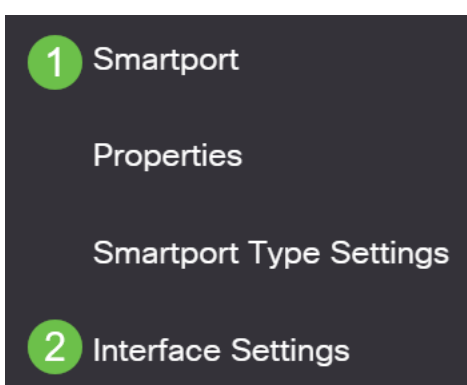 1 Smartport
Properties
Smartport Type Settings
2 Interface Settings